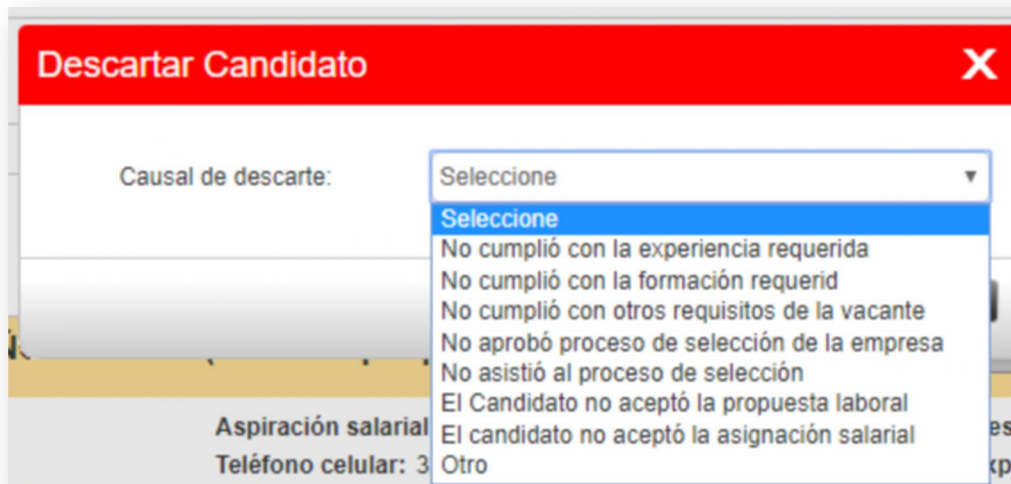 Descartar Candidato X
Causal de descarte: Seleccione
Seleccione
No cumplió con la experiencia requerida
No cumplió con la formación requerid
No cumplió con otros requisitos de la vacante
No aprobó proceso de selección de la empresa
No asistió al proceso de selección
El Candidato no aceptó la propuesta laboral
Aspiración salarial El candidato no aceptó la asignación salarial es
Teléfono celular: 3 Otro xp